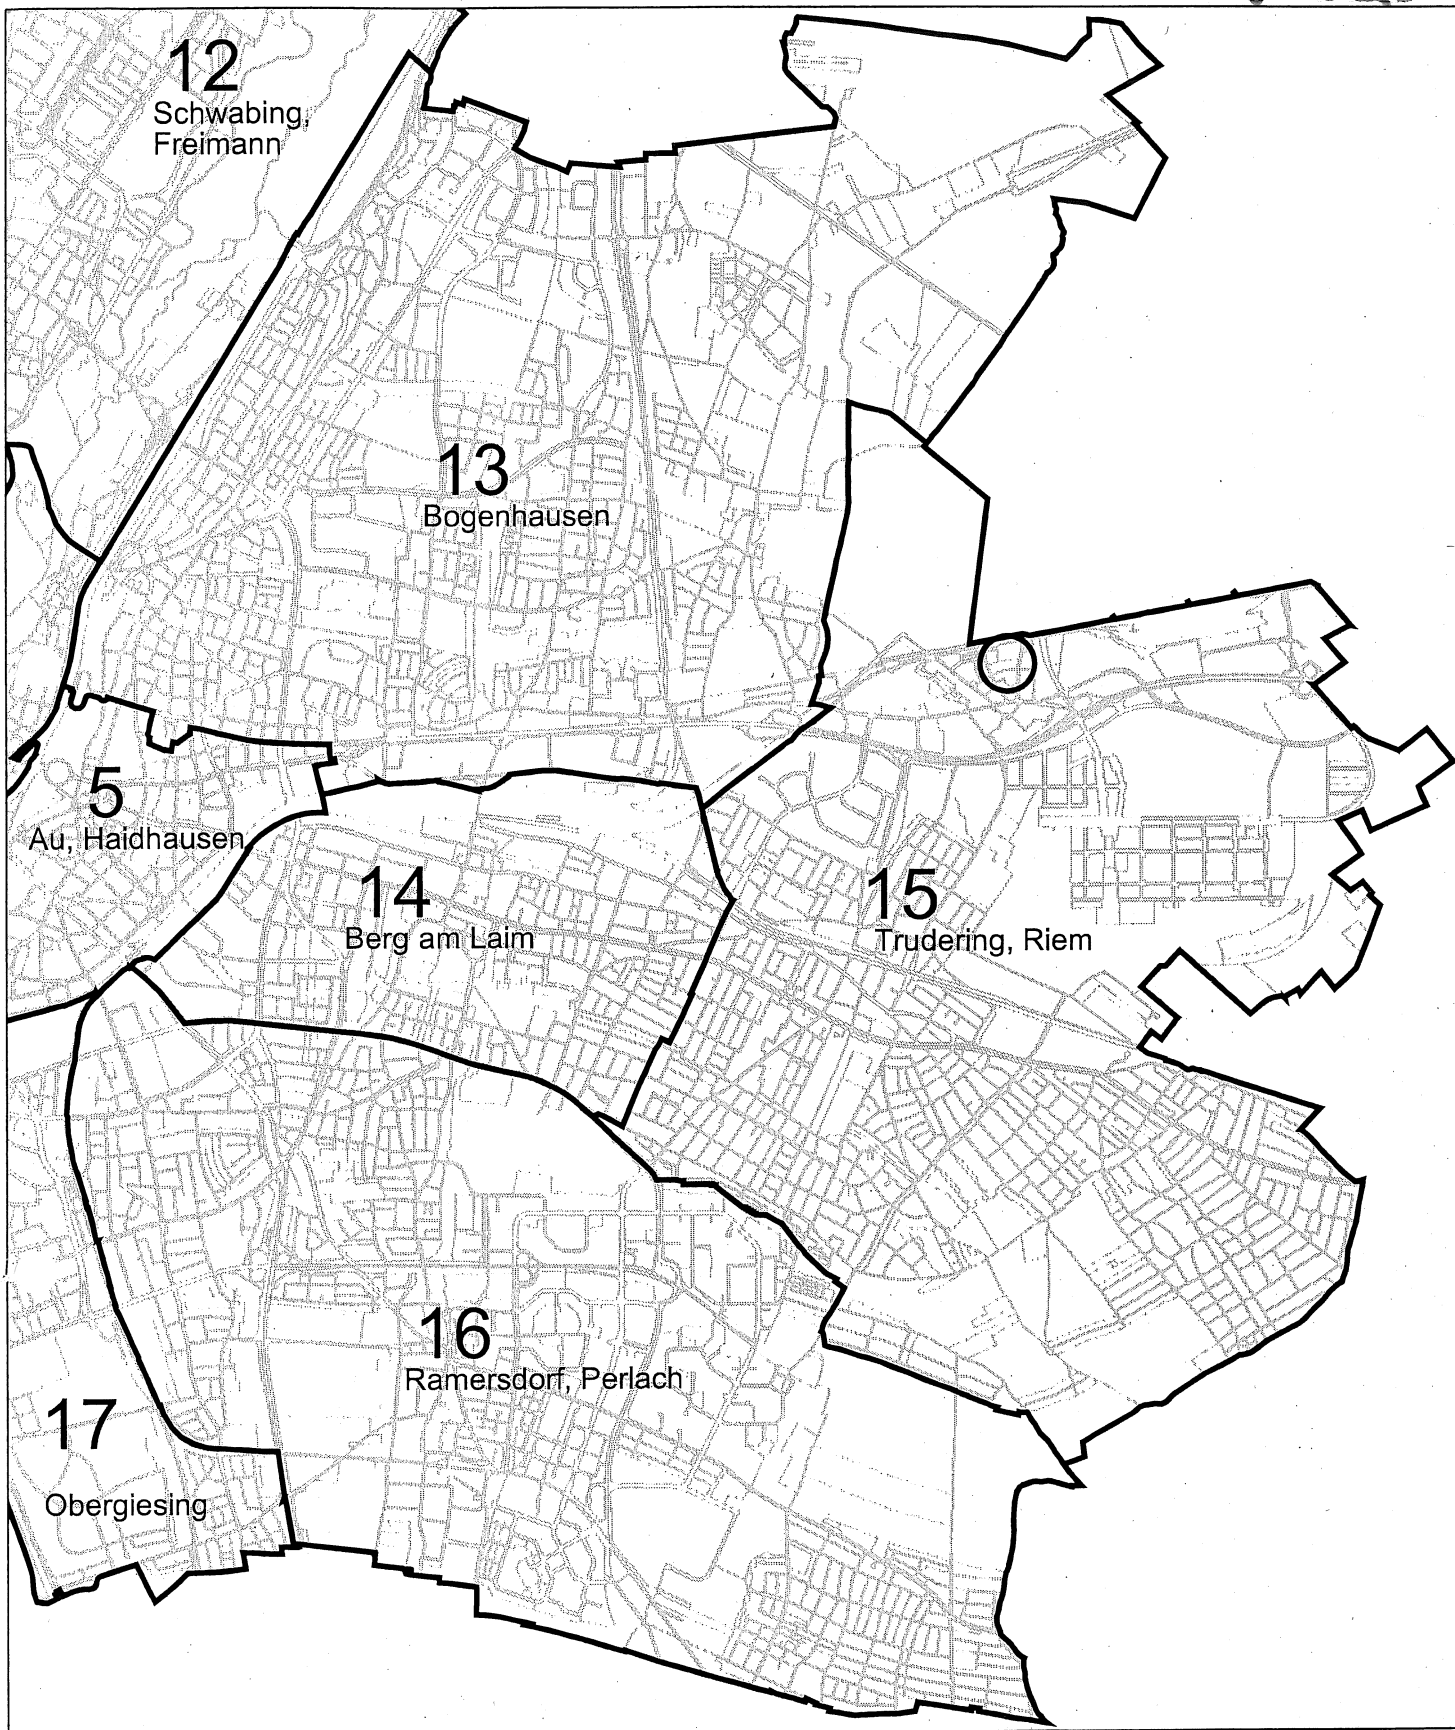 12
Schwabing,
Freimann
13
Bogenhausen
5
Au, Haidhausen
14
Berg am Laim
15
Trudering, Riem
16
Ramersdorf, Perlach
17
Obergiesing